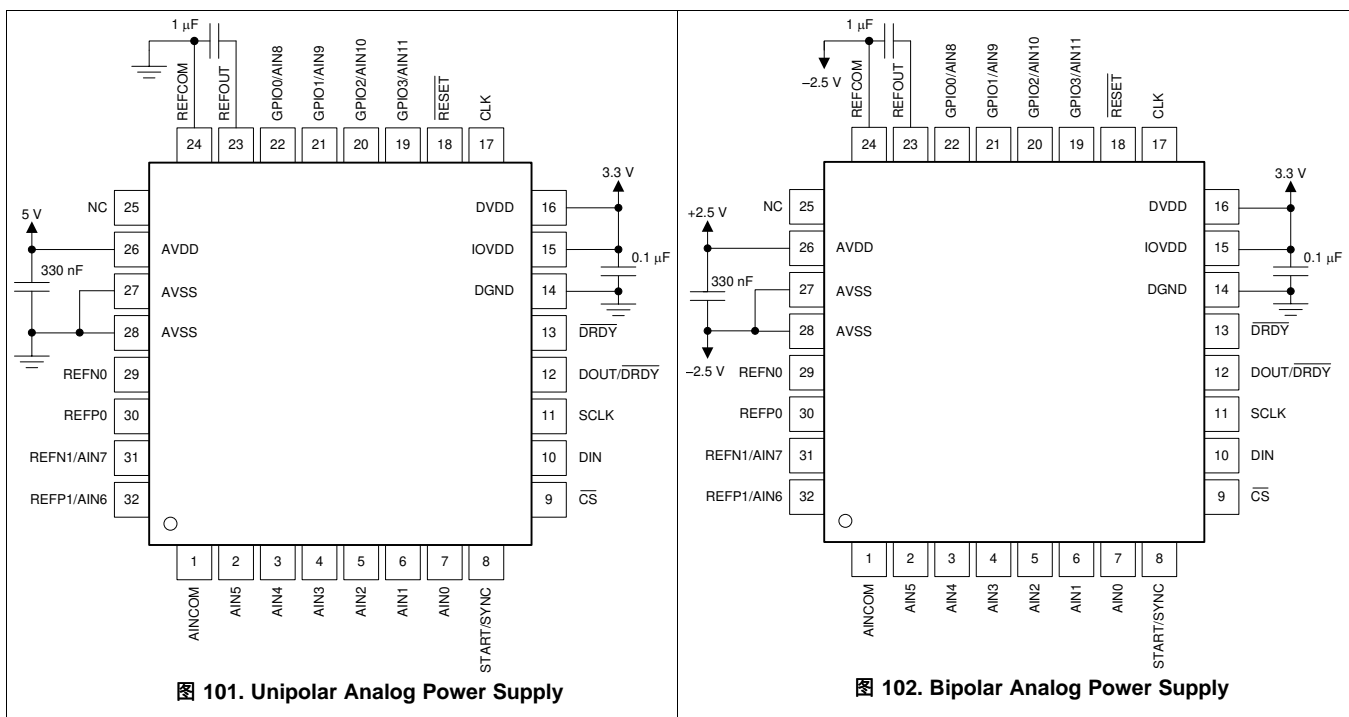 1 μF
REFCOM
REFOUT
GPIO0/AIN8
GPIO1/AIN9
GPIO2/AIN10
GPIO3/AIN11
RESET
CLK
24 23 22 21 20 19 18 17
NC 25
5 V
26 AVDD
330 nF
27 AVSS
28 AVSS
REFN0 29
REFP0 30
REFN1/AIN7 31
REFP1/AIN6 32
3.3 V
DVDD 16
IOVDD 15
0.1 μF
DGND 14
13 DRDY
12 DOUT/DRDY
11 SCLK
10 DIN
9 CS
1 2 3 4 5 6 7 8
AINCOM
AIN5
AIN4
AIN3
AIN2
AIN1
AIN0
START/SYNC
图 101. Unipolar Analog Power Supply
1 μF
–2.5 V
REFCOM
REFOUT
GPIO0/AIN8
GPIO1/AIN9
GPIO2/AIN10
GPIO3/AIN11
RESET
CLK
24 23 22 21 20 19 18 17
NC 25
+2.5 V
26 AVDD
330 nF
27 AVSS
28 AVSS
–2.5 V
REFN0 29
REFP0 30
REFN1/AIN7 31
REFP1/AIN6 32
3.3 V
DVDD 16
IOVDD 15
0.1 μF
DGND 14
13 DRDY
12 DOUT/DRDY
11 SCLK
10 DIN
9 CS
1 2 3 4 5 6 7 8
AINCOM
AIN5
AIN4
AIN3
AIN2
AIN1
AIN0
START/SYNC
图 102. Bipolar Analog Power Supply